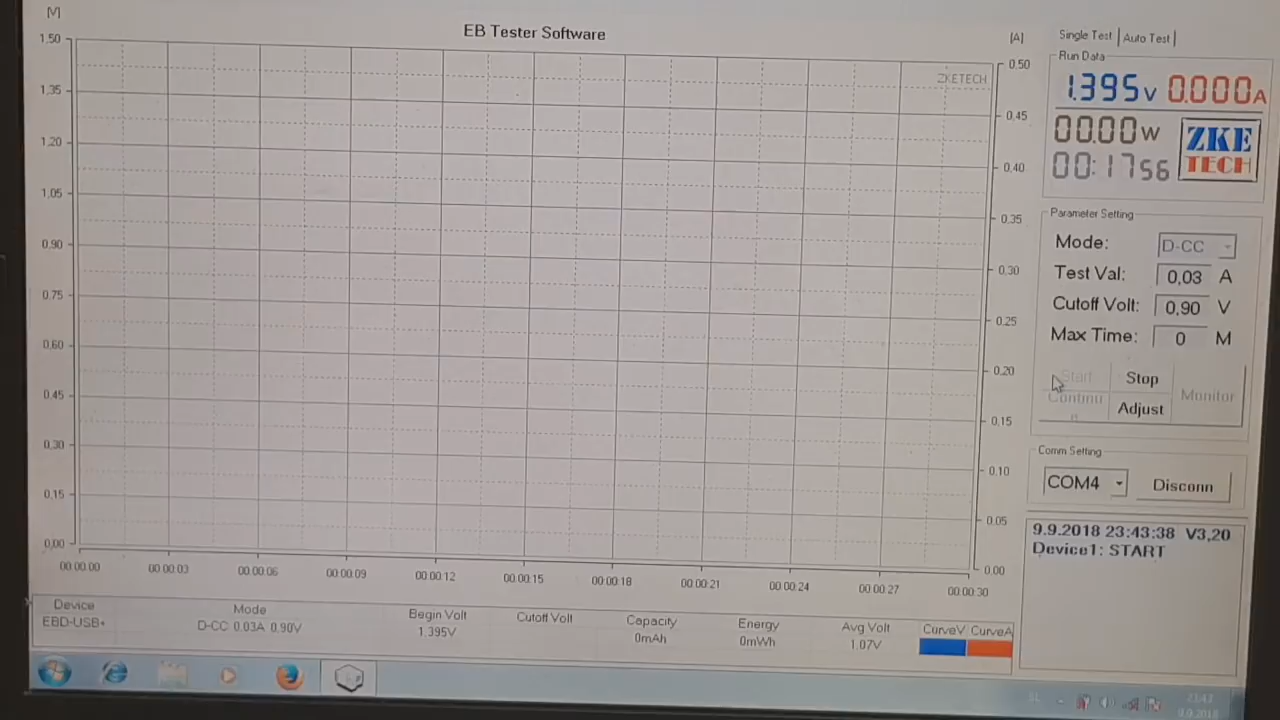 [V]
EB Tester Software
[A]
1,50
1,35
1,20
1,05
0,90
0,75
0,60
0,45
0,30
0,15
0,00
ZKETECH
0,50
0,45
0,40
0,35
0,30
0,25
0,20
0,15
0,10
0,05
0,00
00:00:00 00:00:03 00:00:06 00:00:09 00:00:12 00:00:15 00:00:18 00:00:21 00:00:24 00:00:27 00:00:30
Device Mode Begin Volt Cutoff Volt Capacity Energy Avg Volt CurveV CurveA
EBD-USB+ D-CC 0,03A 0,90V 1.395V 0mAh 0mWh 1.07V
Single Test Auto Test
Run Data
1.395V 0.000A
00.00W
00:1756
ZKE
TECH
Parameter Setting
Mode: D-CC
Test Val: 0,03 A
Cutoff Volt: 0,90 V
Max Time: 0 M
Start Stop Monitor
Continu
e
Adjust
Comm Setting
COM4 Disconn
9.9.2018 23:43:38 V3,20
Device1: START